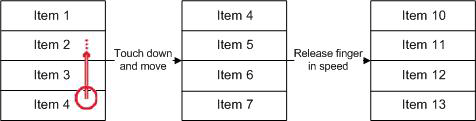 Item 1
Item 2
Item 3
Item 4
Touch down
and move
Item 4
Item 5
Item 6
Item 7
Release finger
in speed
Item 10
Item 11
Item 12
Item 13